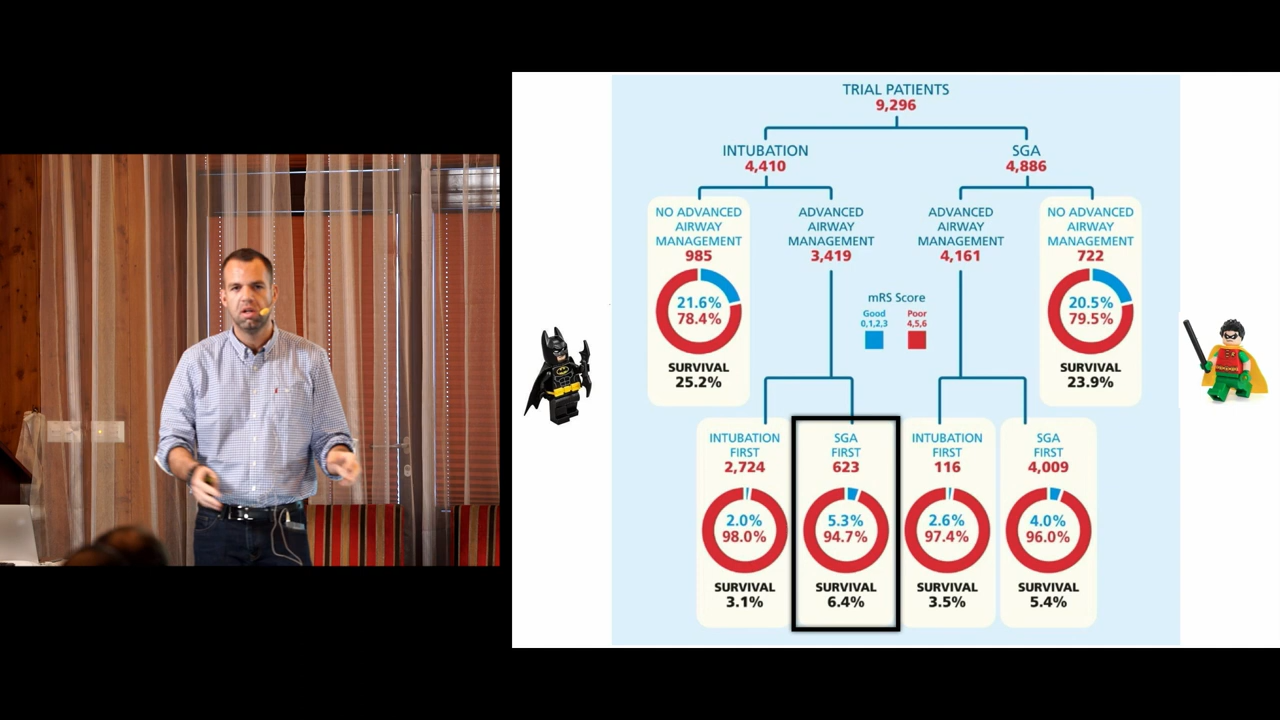 TRIAL PATIENTS
9,296
INTUBATION
4,410
SGA
4,886
NO ADVANCED
AIRWAY
MANAGEMENT
985
21.6%
78.4%
SURVIVAL
25.2%
ADVANCED
AIRWAY
MANAGEMENT
3,419
ADVANCED
AIRWAY
MANAGEMENT
4,161
NO ADVANCED
AIRWAY
MANAGEMENT
722
20.5%
79.5%
SURVIVAL
23.9%
mRS Score
Good
0,1,2,3
Poor
4,5,6
INTUBATION
FIRST
2,724
2.0%
98.0%
SURVIVAL
3.1%
SGA
FIRST
623
5.3%
94.7%
SURVIVAL
6.4%
INTUBATION
FIRST
116
2.6%
97.4%
SURVIVAL
3.5%
SGA
FIRST
4,009
4.0%
96.0%
SURVIVAL
5.4%